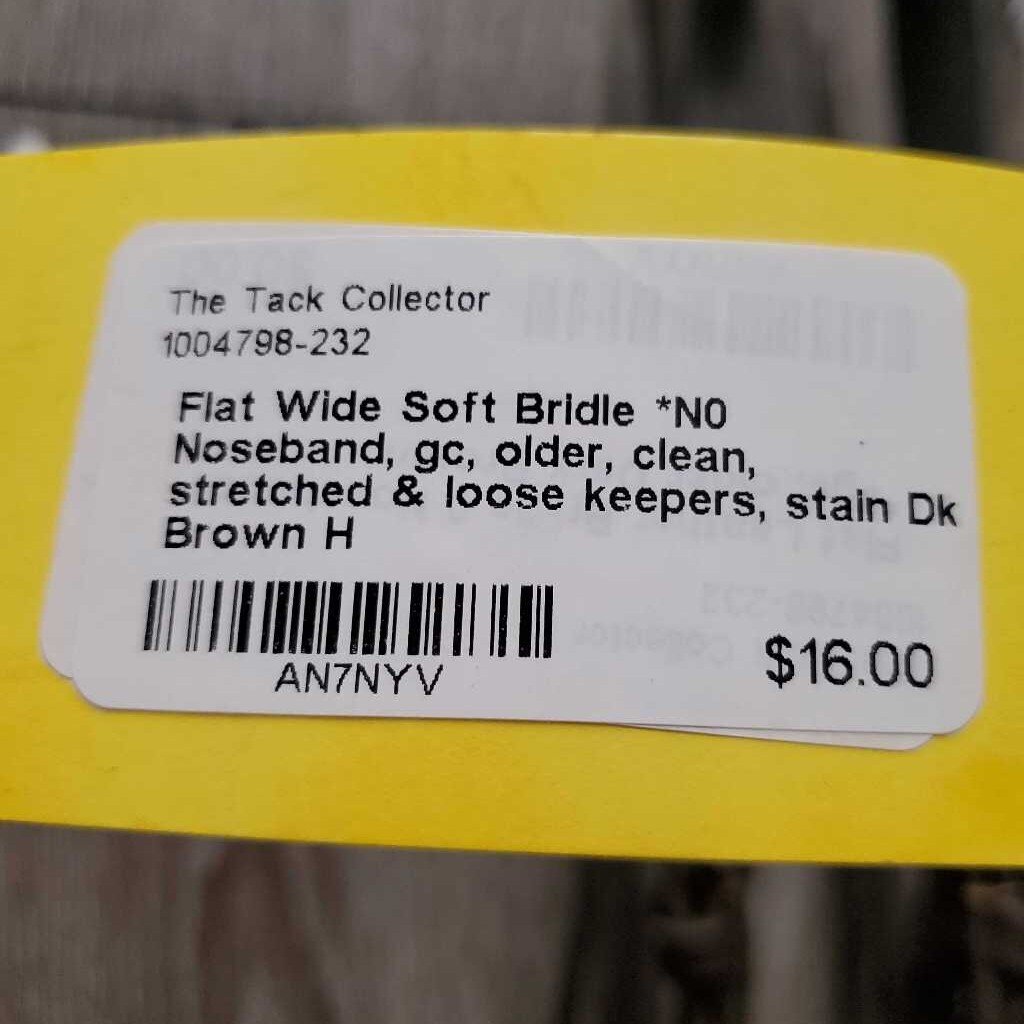 The Tack Collector
1004798-232
Flat Wide Soft Bridle *NO
Noseband, gc, older, clean,
stretched & loose keepers, stain Dk
Brown H
AN7NYV
$16.00